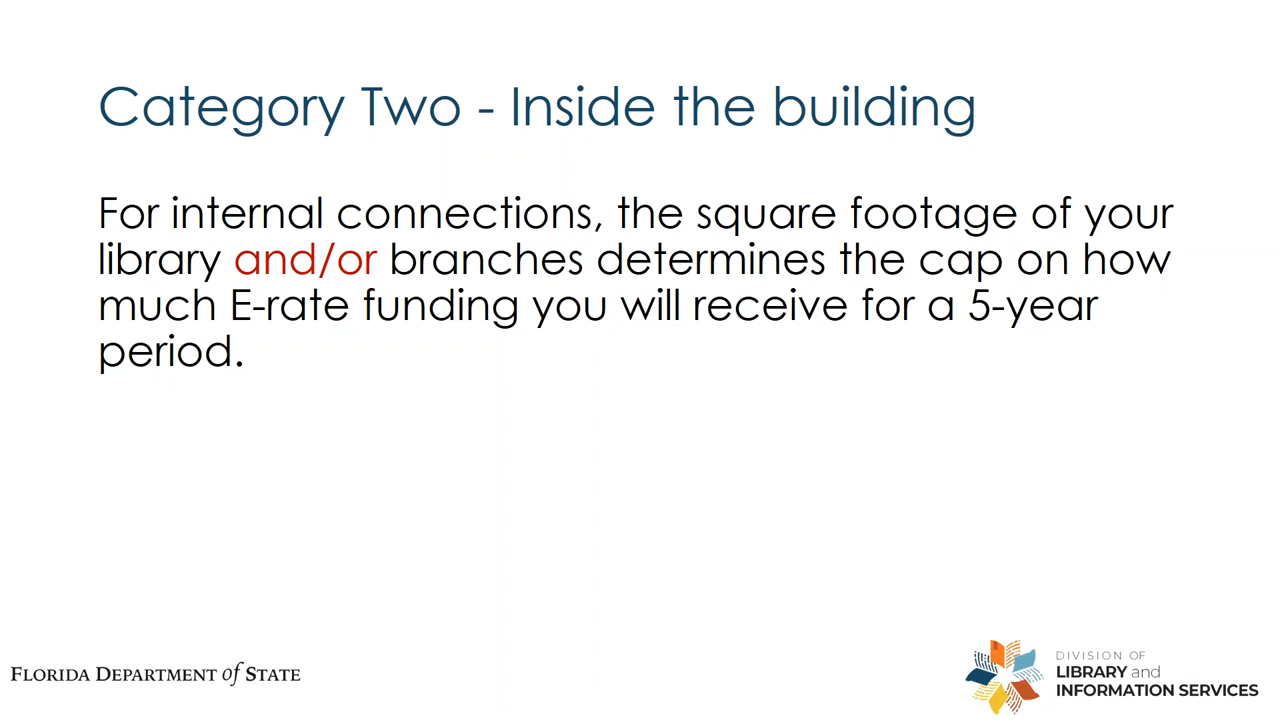 Category Two - Inside the building
For internal connections, the square footage of your
library and/or branches determines the cap on how
much E-rate funding you will receive for a 5-year
period.
FLORIDA DEPARTMENT of STATE
DIVISION OF
LIBRARY and
INFORMATION SERVICES